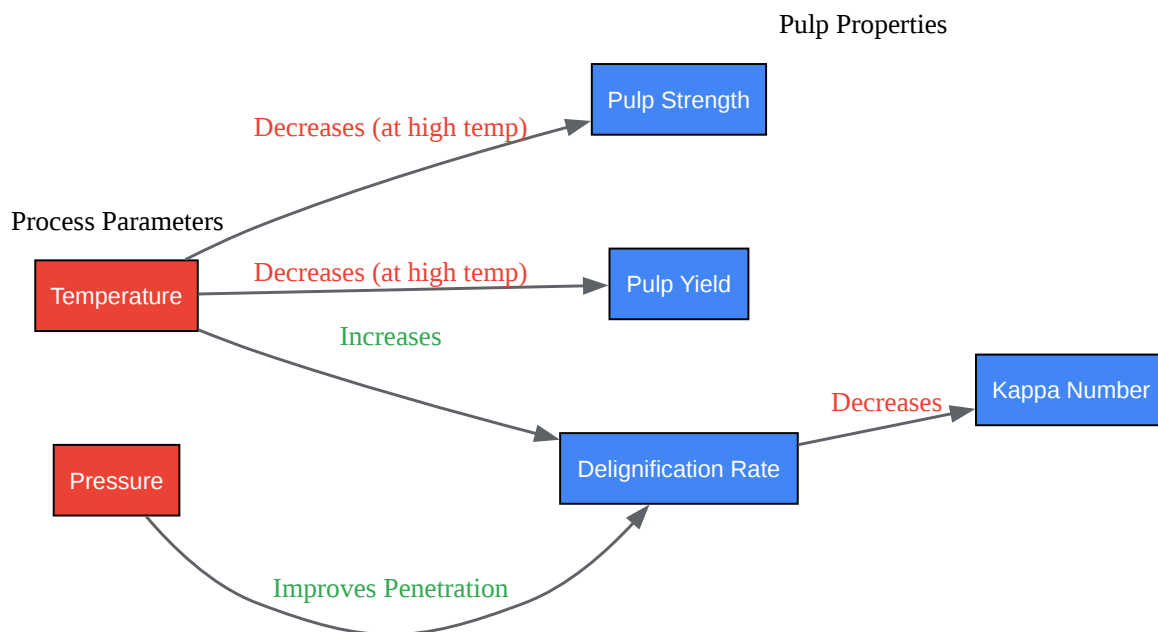 Pulp Properties
Pulp Strength
Decreases (at high temp)
Process Parameters
Decreases (at high temp)
Temperature
Pulp Yield
Increases
Kappa Number
Decreases
Delignification Rate
Pressure
Improves Penetration